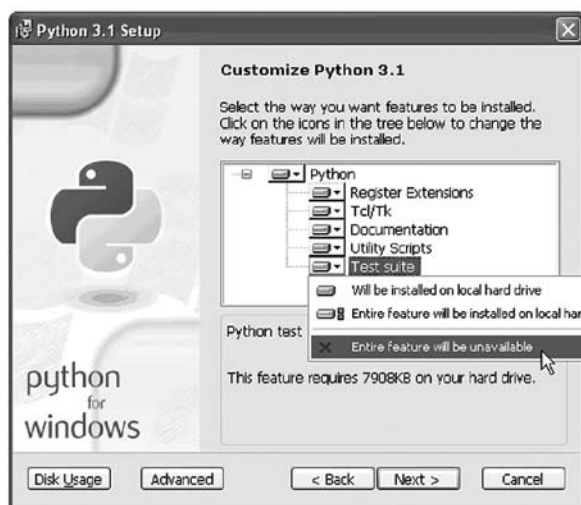 Python 3.1 Setup
Customize Python 3.1
Select the way you want features to be installed.
Click on the icons in the tree below to change the
way features will be installed.
Python
Register Extensions
Tcl/Tk
Documentation
Utility Scripts
Test suite
Will be installed on local hard drive
Entire feature will be installed on local har
Entire feature will be unavailable
Python test
This feature requires 7908KB on your hard drive.
python
for
windows
Disk Usage
Advanced
< Back
Next >
Cancel